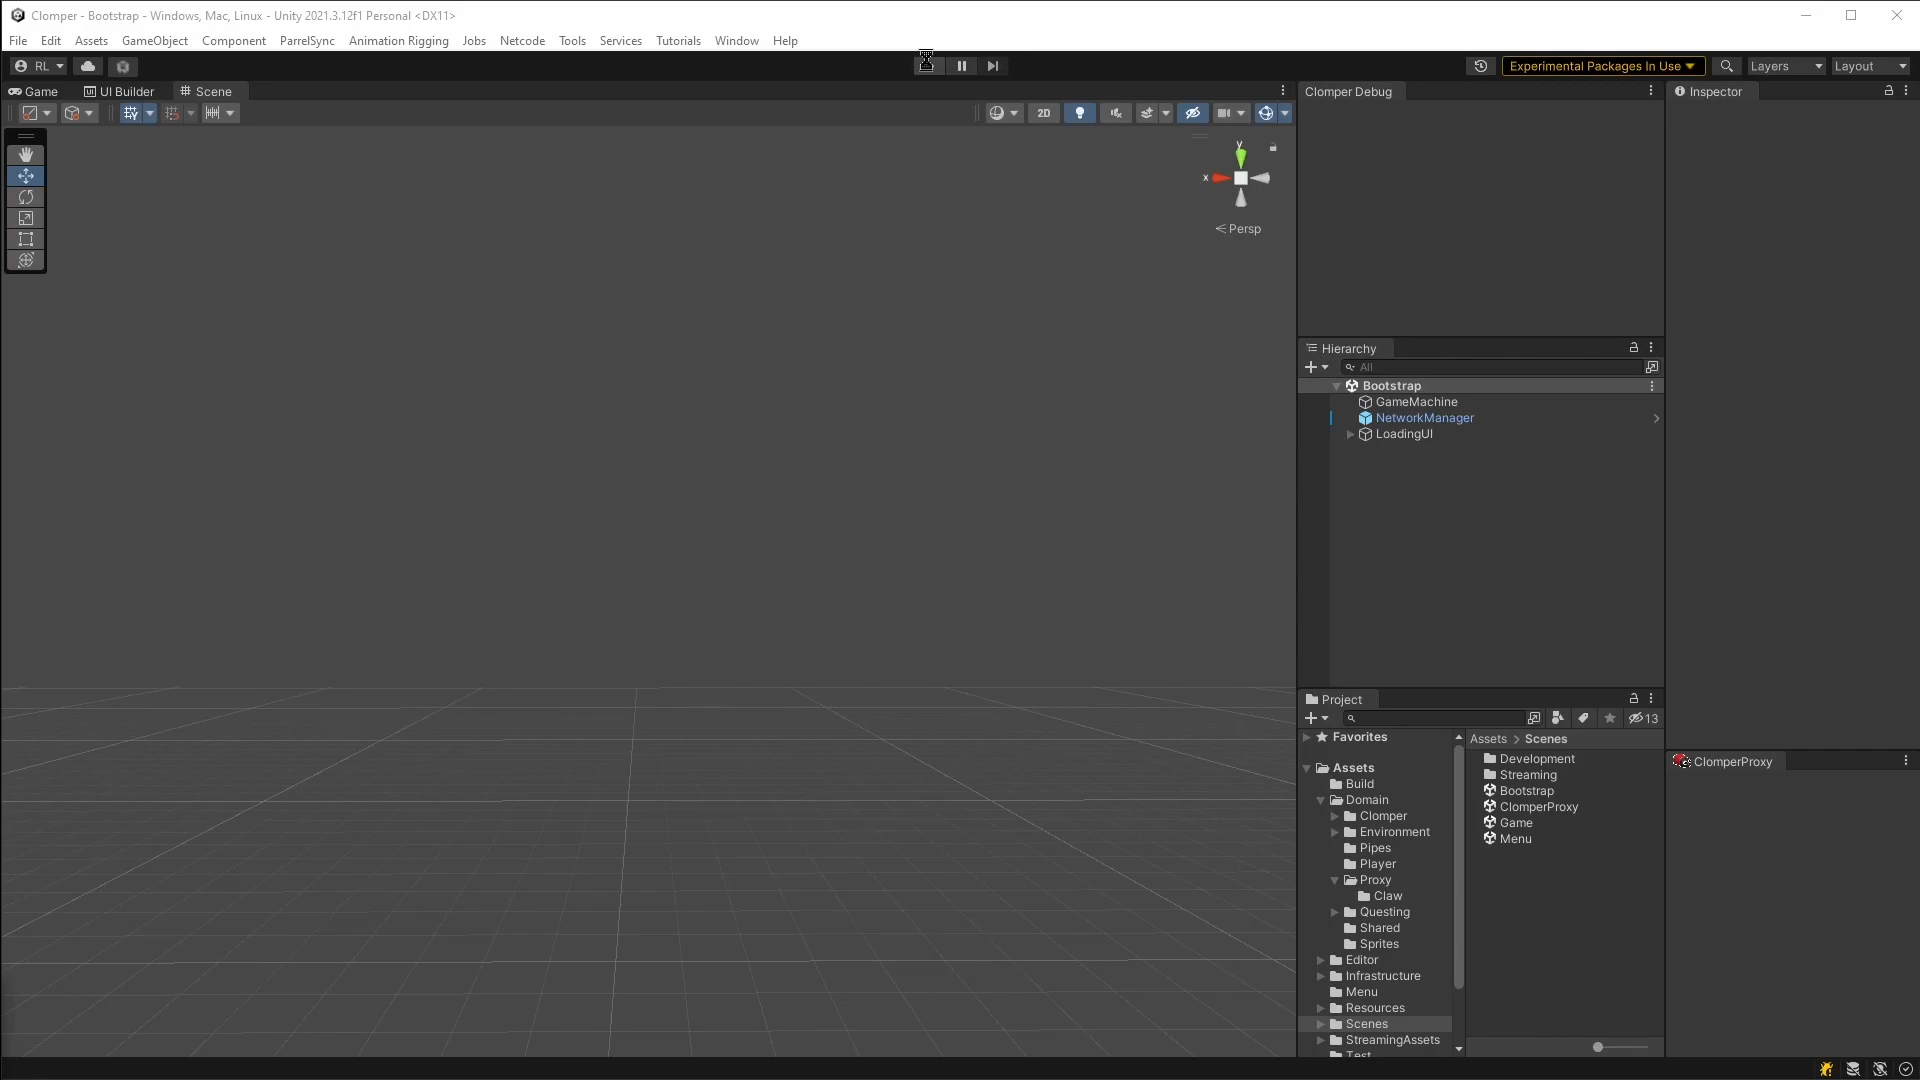 Clomper - Bootstrap - Windows, Mac, Linux - Unity 2021.3.12f1 Personal <DX11>
File Edit Assets GameObject Component ParrelSync Animation Rigging Jobs Netcode Tools Services Tutorials Window Help
RL Experimental Packages In Use Layers Layout
Game UI Builder Scene
2D
y
x
Persp
Clomper Debug
Hierarchy
All
Bootstrap
GameMachine
NetworkManager
LoadingUI
Project
13
Favorites
Assets
Build
Domain
Clomper
Environment
Pipes
Player
Proxy
Claw
Questing
Shared
Sprites
Editor
Infrastructure
Menu
Resources
Scenes
StreamingAssets
Test
Assets > Scenes
Development
Streaming
Bootstrap
ClomperProxy
Game
Menu
Inspector
ClomperProxy